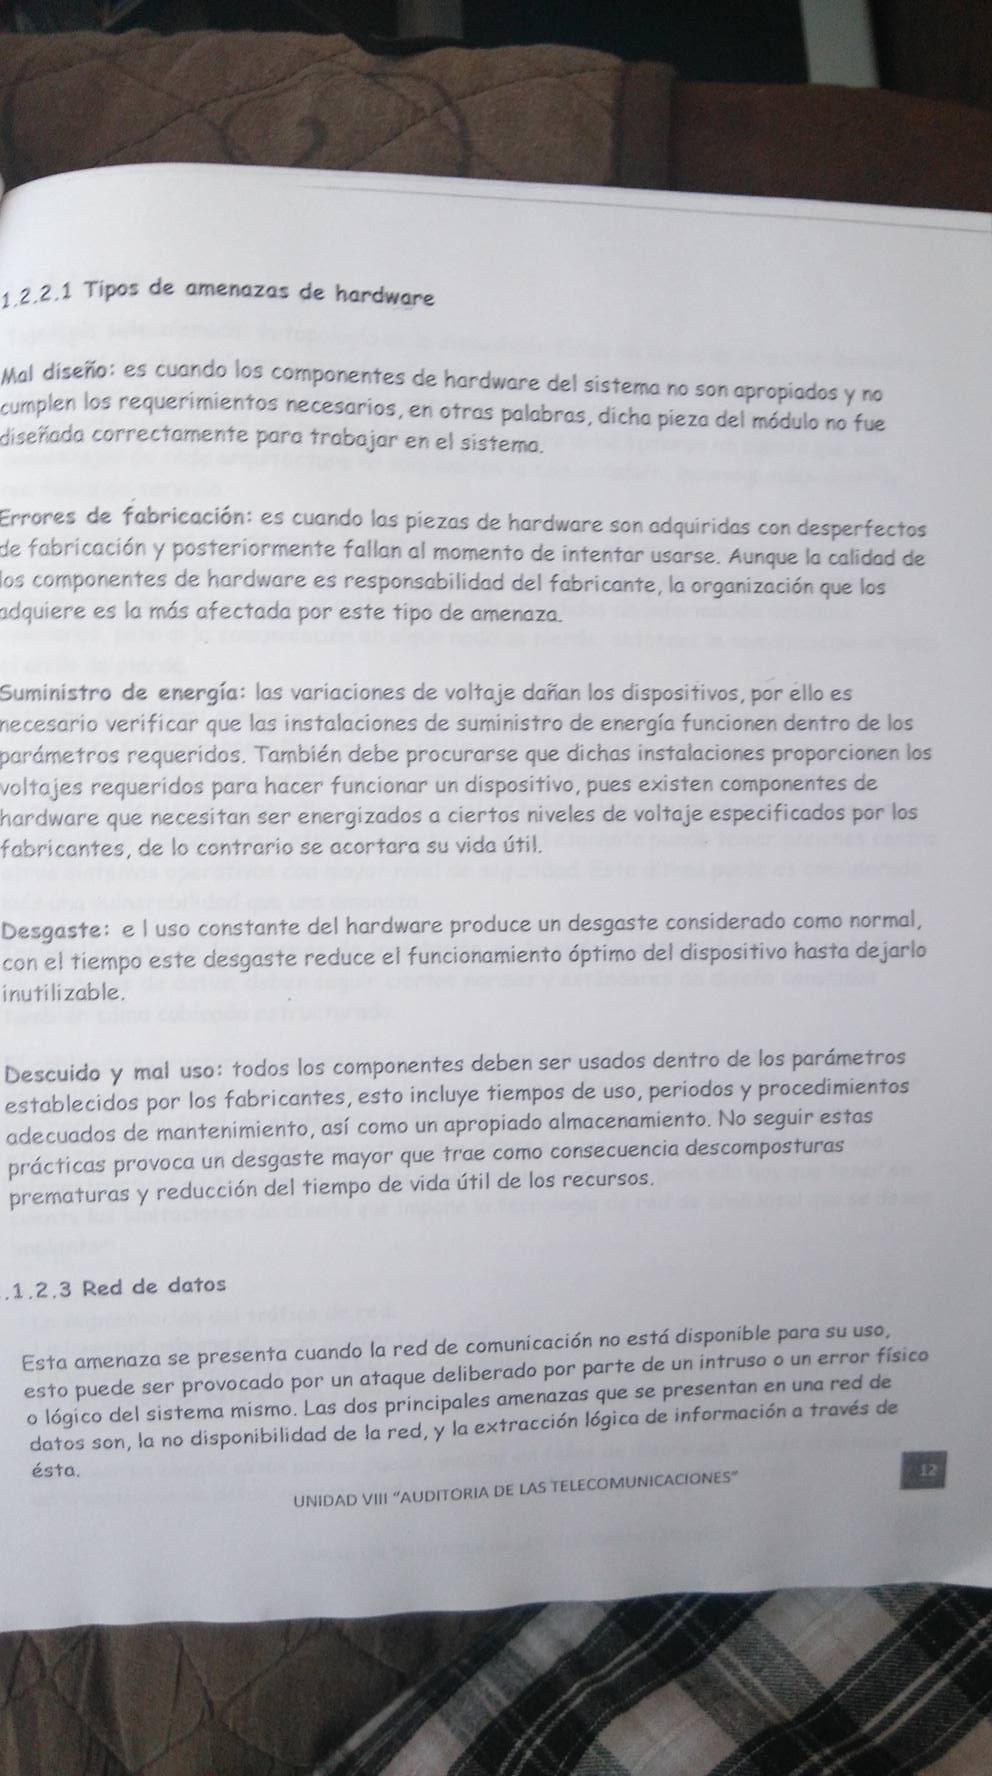 1.2.2.1 Tipos de amenazas de hardware
Mal diseño: es cuando los componentes de hardware del sistema no son apropiados y no
cumplen los requerimientos necesarios, en otras palabras, dicha pieza del módulo no fue
diseñada correctamente para trabajar en el sistema.
Errores de fabricación: es cuando las piezas de hardware son adquiridas con desperfectos
de fabricación y posteriormente fallan al momento de intentar usarse. Aunque la calidad de
los componentes de hardware es responsabilidad del fabricante, la organización que los
adquiere es la más afectada por este tipo de amenaza.
Suministro de energía: las variaciones de voltaje dañan los dispositivos, por ello es
necesario verificar que las instalaciones de suministro de energía funcionen dentro de los
parámetros requeridos. También debe procurarse que dichas instalaciones proporcionen los
voltajes requeridos para hacer funcionar un dispositivo, pues existen componentes de
hardware que necesitan ser energizados a ciertos niveles de voltaje especificados por los
fabricantes, de lo contrario se acortara su vida útil.
Desgaste: e l uso constante del hardware produce un desgaste considerado como normal,
con el tiempo este desgaste reduce el funcionamiento óptimo del dispositivo hasta dejarlo
inutilizable.
Descuido y mal uso: todos los componentes deben ser usados dentro de los parámetros
establecidos por los fabricantes, esto incluye tiempos de uso, periodos y procedimientos
adecuados de mantenimiento, así como un apropiado almacenamiento. No seguir estas
prácticas provoca un desgaste mayor que trae como consecuencia descomposturas
prematuras y reducción del tiempo de vida útil de los recursos.
.1.2.3 Red de datos
Esta amenaza se presenta cuando la red de comunicación no está disponible para su uso,
esto puede ser provocado por un ataque deliberado por parte de un intruso o un error físico
o lógico del sistema mismo. Las dos principales amenazas que se presentan en una red de
datos son, la no disponibilidad de la red, y la extracción lógica de información a través de
ésta.
12
UNIDAD VIII "AUDITORIA DE LAS TELECOMUNICACIONES"